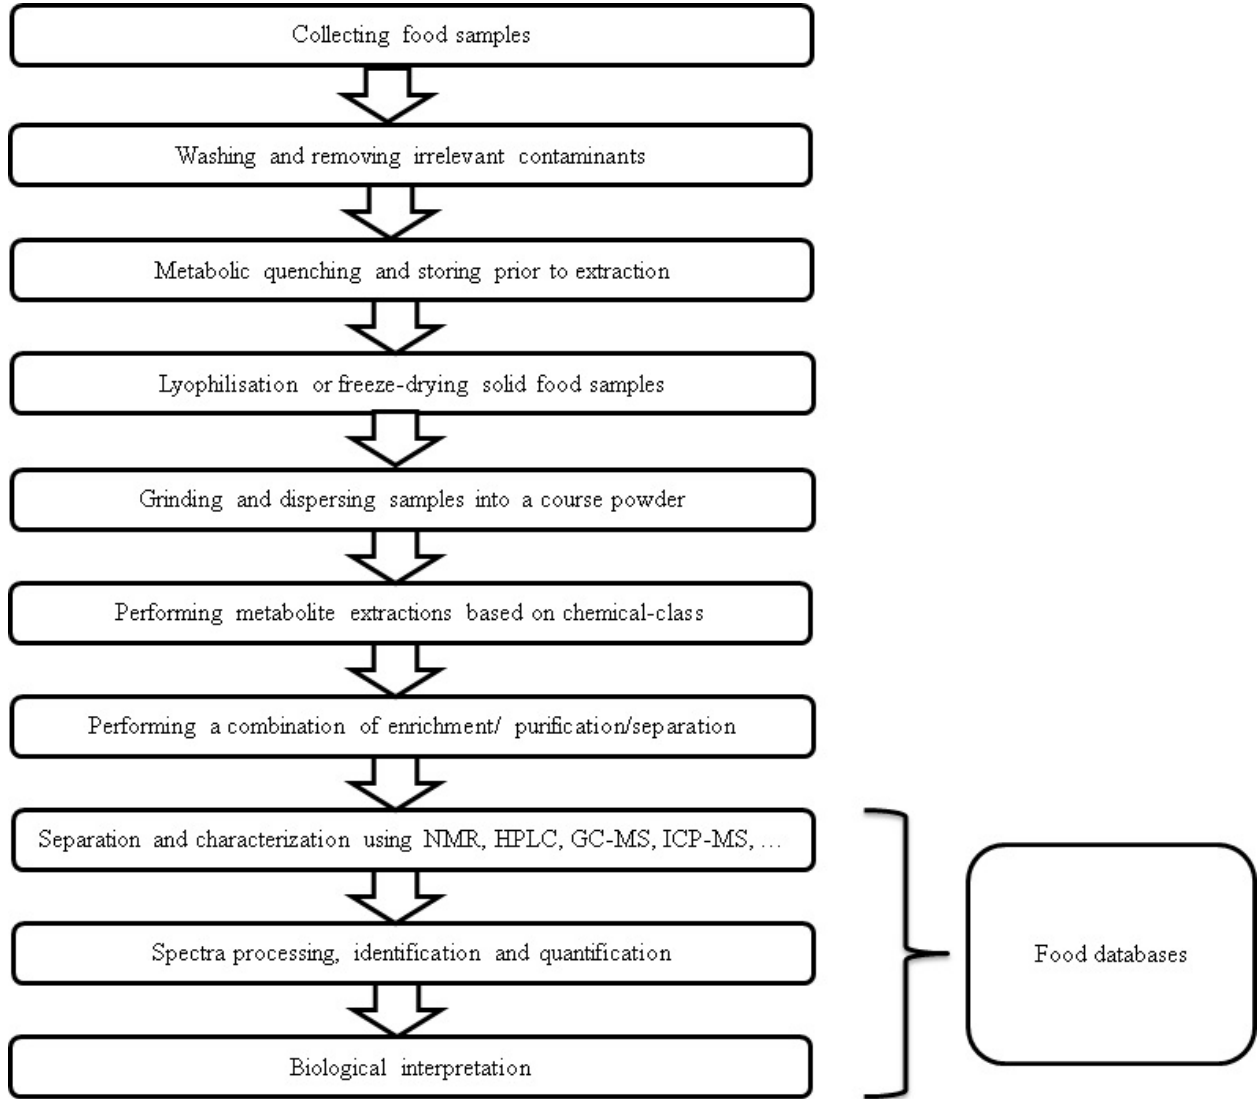 Collecting food samples
Washing and removing irrelevant contaminants
Metabolic quenching and storing prior to extraction
Lyophilisation or freeze-drying solid food samples
Grinding and dispersing samples into a course powder
Performing metabolite extractions based on chemical-class
Performing a combination of enrichment/ purification/separation
Separation and characterization using NMR, HPLC, GC-MS, ICP-MS, …
Spectra processing, identification and quantification
Food databases
Biological interpretation